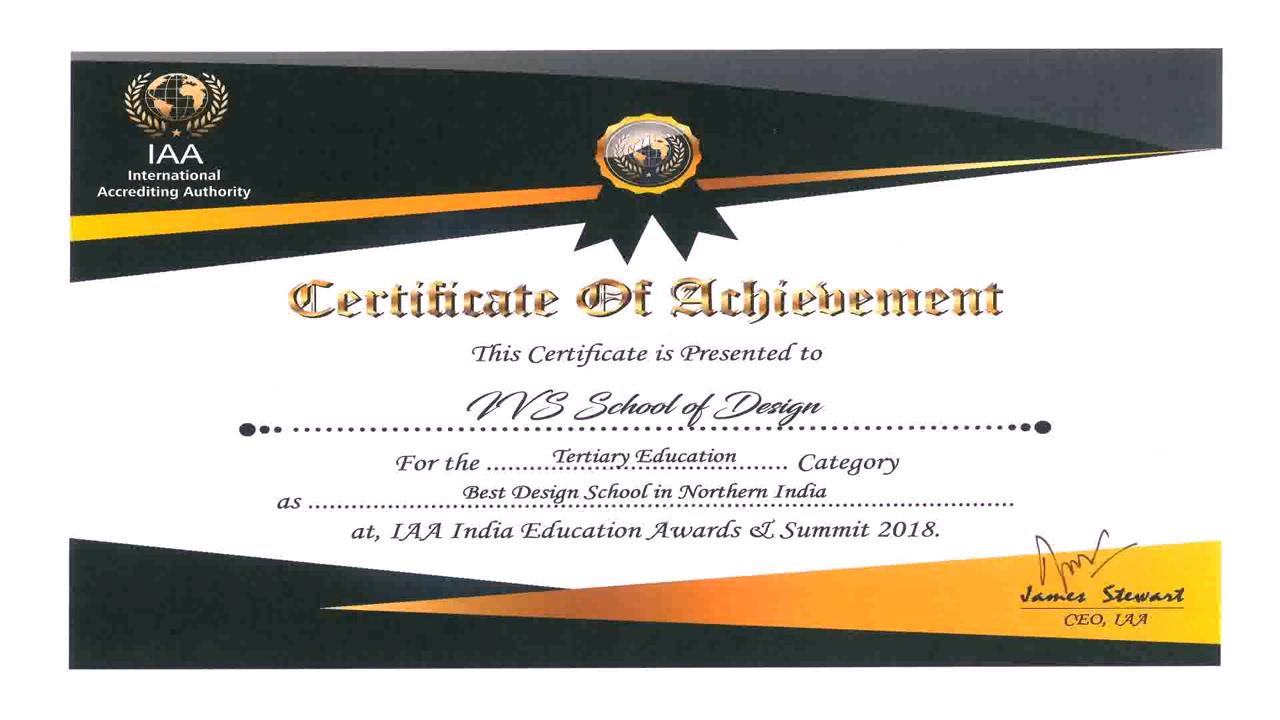 IAA
International
Accrediting Authority
Certificate Of Achievement
This Certificate is Presented to
IVS School of Design
For the ........ Tertiary Education ........ Category
as ........ Best Design School in Northern India ........
at, IAA India Education Awards & Summit 2018.
James Stewart
CEO, IAA